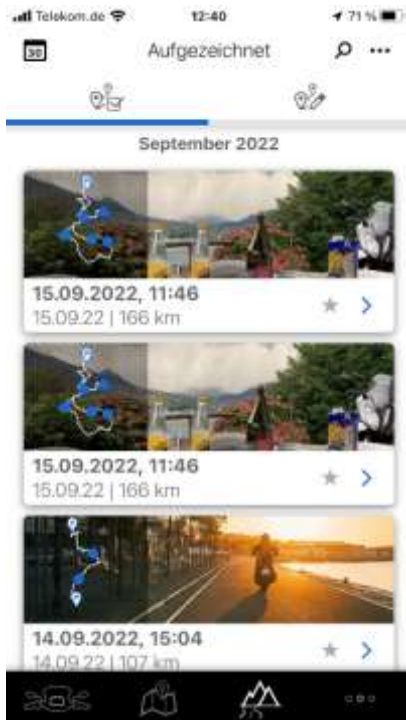 Telekom.de 12:40 71 %
30 Aufgezeichnet
September 2022
15.09.2022, 11:46
15.09.22 | 166 km
15.09.2022, 11:46
15.09.22 | 166 km
14.09.2022, 15:04
14.09.22 | 107 km